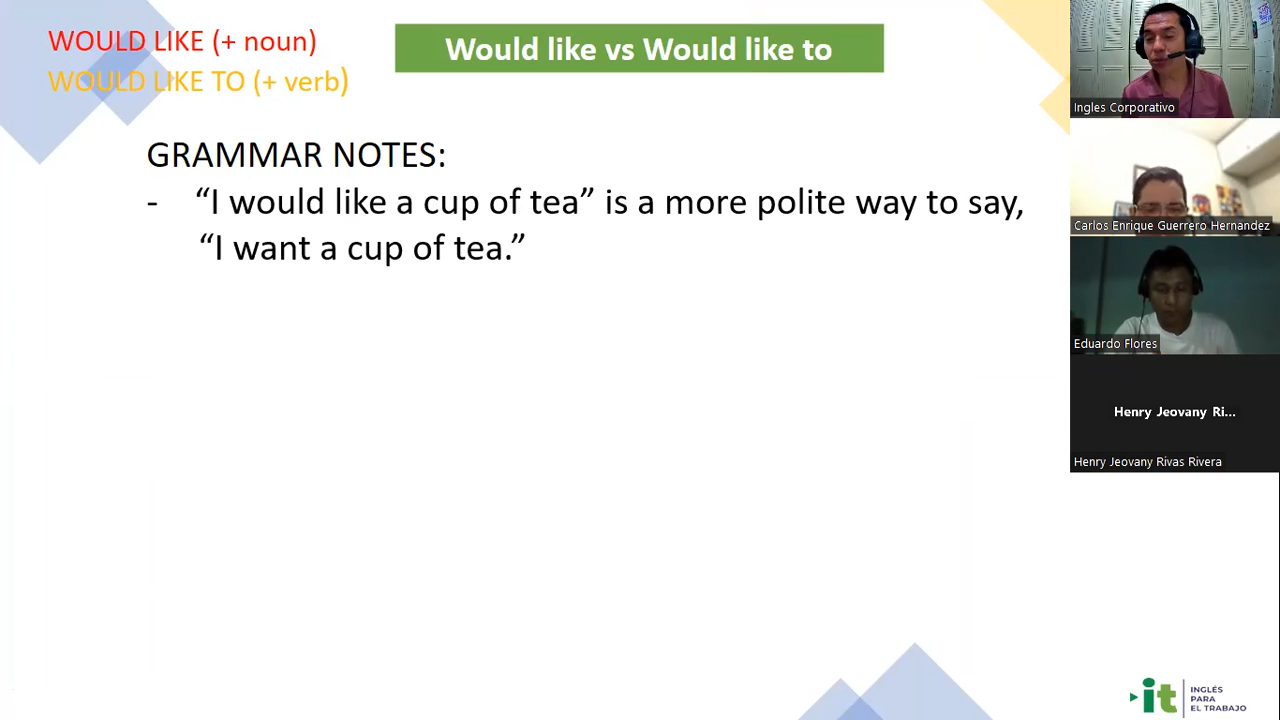 WOULD LIKE (+ noun)
WOULD LIKE TO (+ verb)
Would like vs Would like to
GRAMMAR NOTES:
- “I would like a cup of tea” is a more polite way to say,
“I want a cup of tea.”
Ingles Corporativo
Carlos Enrique Guerrero Hernandez
Eduardo Flores
Henry Jeovany Ri...
Henry Jeovany Rivas Rivera
it
INGLÉS
PARA
EL TRABAJO